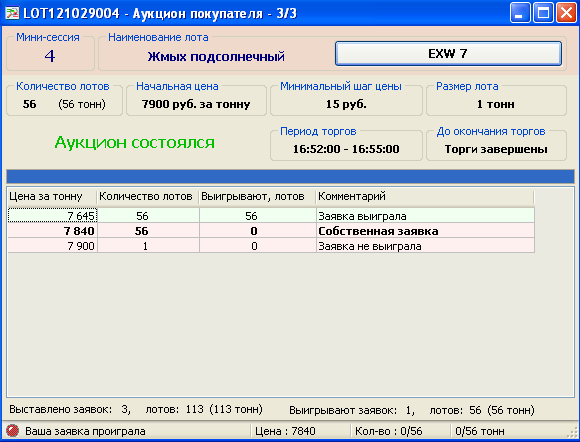 LOT121029004 - Аукцион покупателя - 3/3
Мини-сессия
4
Наименование лота
Жмых подсолнечный
EXW 7
Количество лотов
56 (56 тонн)
Начальная цена
7900 руб. за тонну
Минимальный шаг цены
15 руб.
Размер лота
1 тонн
Аукцион состоялся
Период торгов
16:52:00 - 16:55:00
До окончания торгов
Торги завершены
Цена за тонну Количество лотов Выигрывают, лотов Комментарий
7 645 56 56 Заявка выиграла
7 840 56 0 Собственная заявка
7 900 1 0 Заявка не выиграла
Выставлено заявок: 3, лотов: 113 (113 тонн) Выигрывают заявок: 1, лотов: 56 (56 тонн)
Ваша заявка проиграла Цена : 7840 Кол-во : 0/56 0/56 тонн